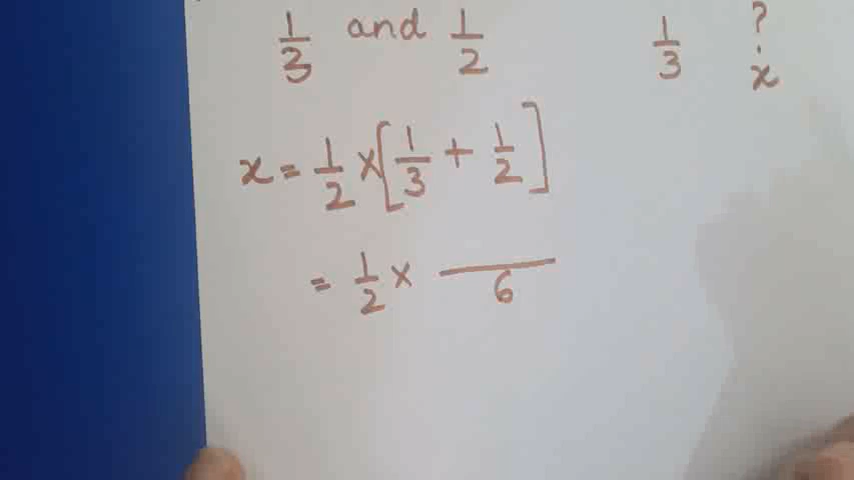 1/3 and 1/2 1/3 ? . x
x = 1/2 × [1/3 + 1/2]
= 1/2 × /6